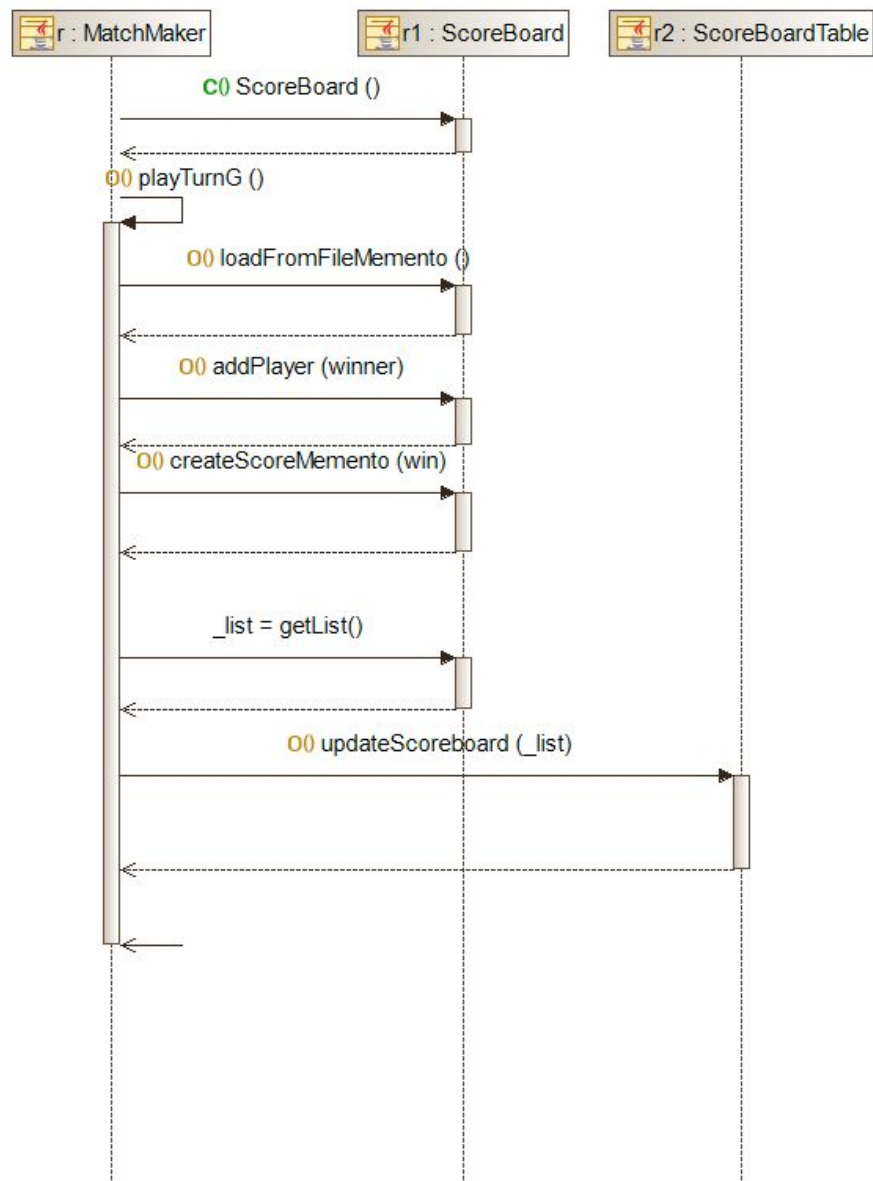 r : MatchMaker
r1 : ScoreBoard
r2 : ScoreBoardTable
C() ScoreBoard ()
O() playTurnG ()
O() loadFromFileMemento ()
O() addPlayer (winner)
O() createScoreMemento (win)
_list = getList()
O() updateScoreboard (_list)